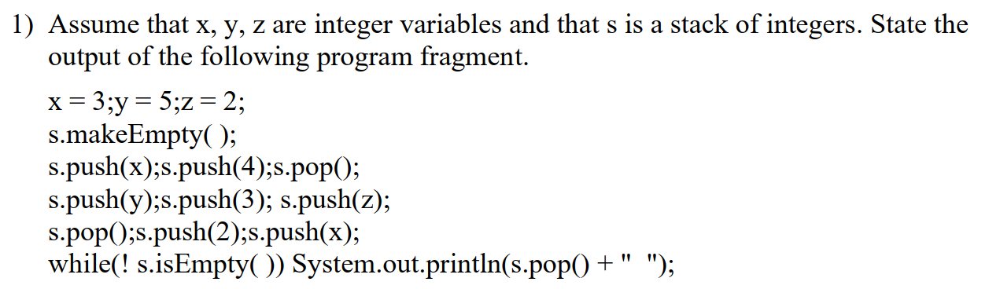 1) Assume that x, y, z are integer variables and that s is a stack of integers. State the
output of the following program fragment.
x = 3;y = 5;z = 2;
s.makeEmpty( );
s.push(x);s.push(4);s.pop();
s.push(y);s.push(3); s.push(z);
s.pop();s.push(2);s.push(x);
while(! s.isEmpty( )) System.out.println(s.pop() + "  ");